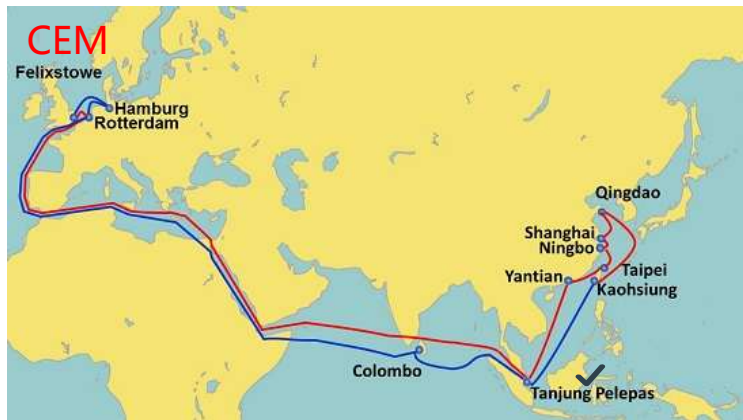 CEM
Felixstowe
Hamburg
Rotterdam
Qingdao
Shanghai
Ningbo
Taipei
Yantian
Kaohsiung
Colombo
Tanjung Pelepas